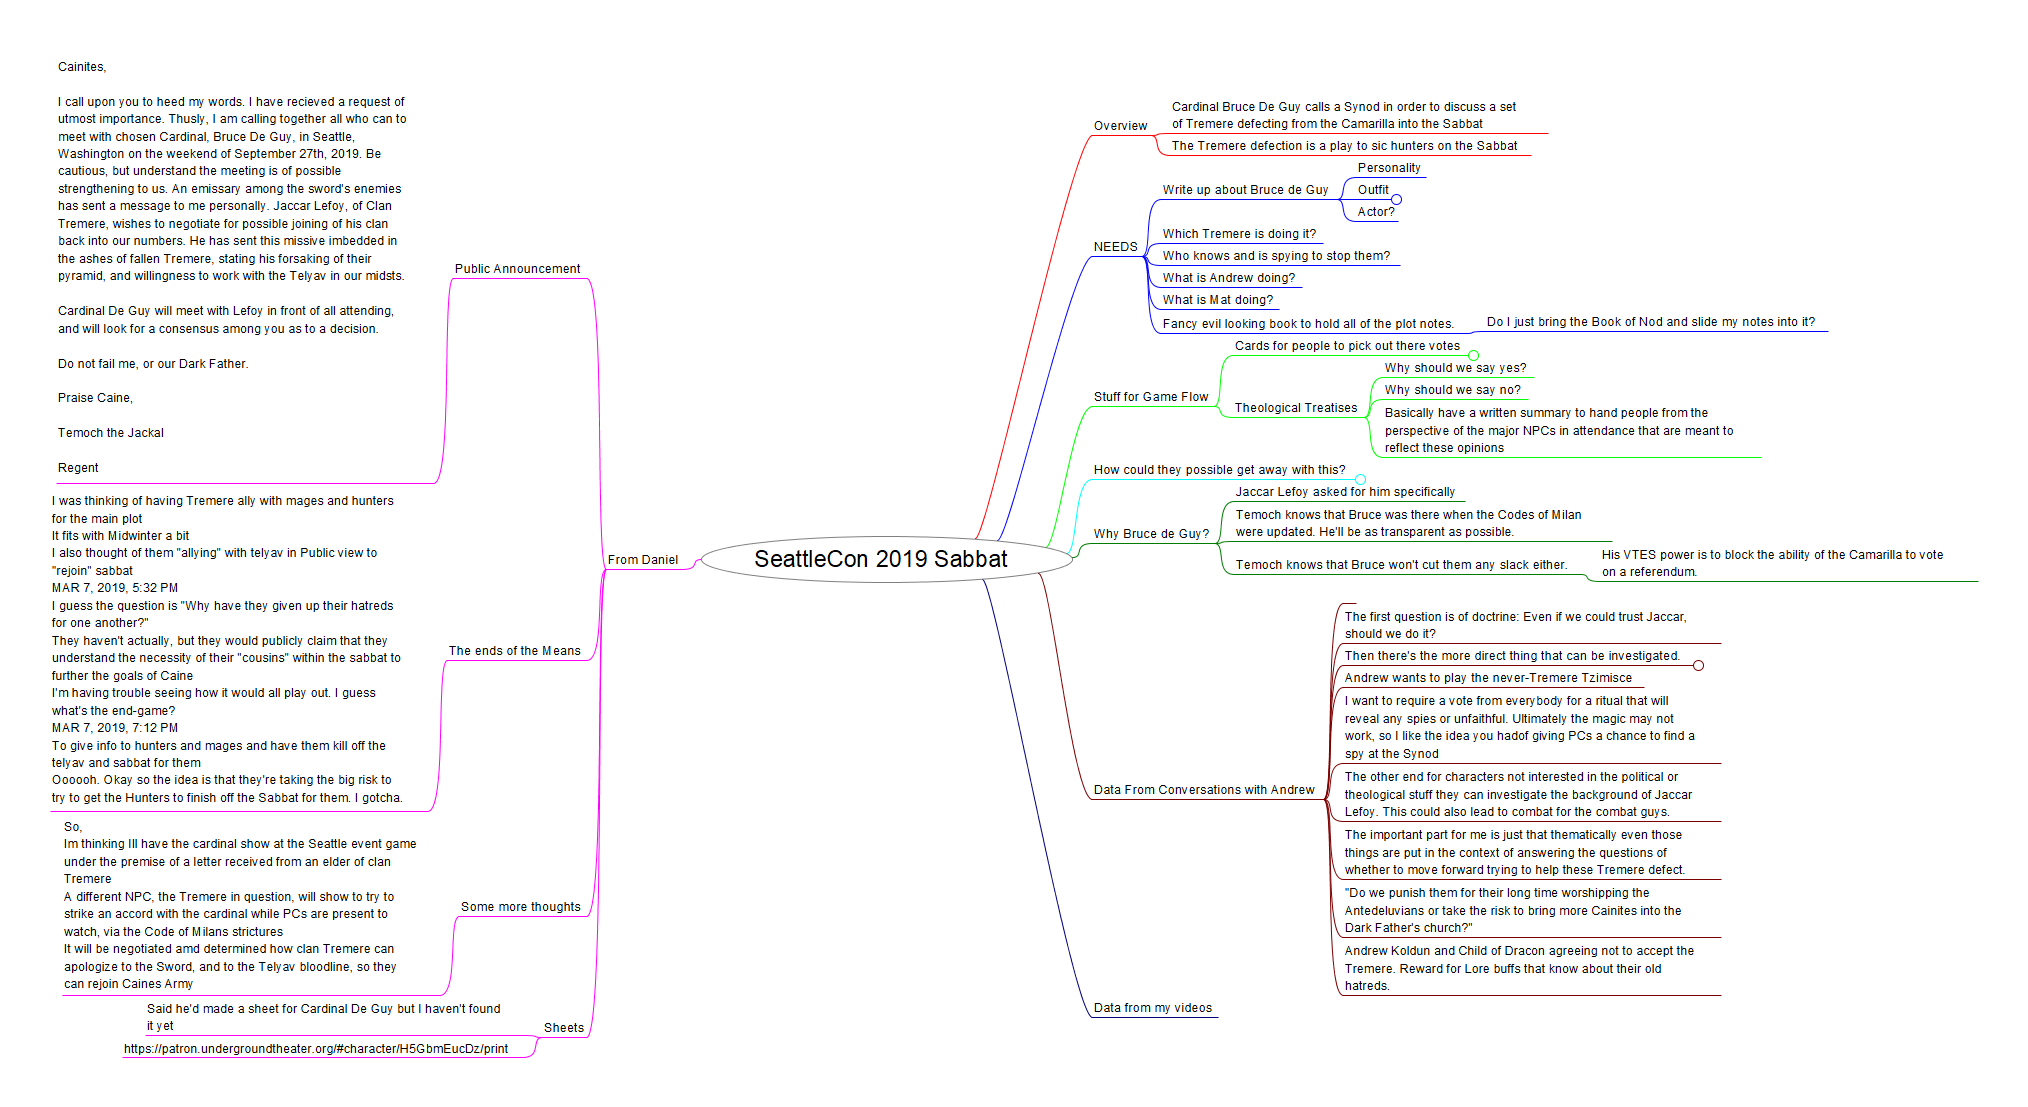 Cainites,
I call upon you to heed my words. I have recieved a request of
utmost importance. Thusly, I am calling together all who can to
meet with chosen Cardinal, Bruce De Guy, in Seattle,
Washington on the weekend of September 27th, 2019. Be
cautious, but understand the meeting is of possible
strengthening to us. An emissary among the sword's enemies
has sent a message to me personally. Jaccar Lefoy, of Clan
Tremere, wishes to negotiate for possible joining of his clan
back into our numbers. He has sent this missive imbedded in
the ashes of fallen Tremere, stating his forsaking of their
pyramid, and willingness to work with the Telyav in our midsts.
Cardinal De Guy will meet with Lefoy in front of all attending,
and will look for a consensus among you as to a decision.
Do not fail me, or our Dark Father.
Praise Caine,
Temoch the Jackal
Regent
Public Announcement
I was thinking of having Tremere ally with mages and hunters
for the main plot
It fits with Midwinter a bit
I also thought of them "allying" with telyav in Public view to
"rejoin" sabbat
MAR 7, 2019, 5:32 PM
I guess the question is "Why have they given up their hatreds
for one another?"
They haven't actually, but they would publicly claim that they
understand the necessity of their "cousins" within the sabbat to
further the goals of Caine
I'm having trouble seeing how it would all play out. I guess
what's the end-game?
MAR 7, 2019, 7:12 PM
To give info to hunters and mages and have them kill off the
telyav and sabbat for them
Oooooh. Okay so the idea is that they're taking the big risk to
try to get the Hunters to finish off the Sabbat for them. I gotcha.
The ends of the Means
So,
Im thinking Ill have the cardinal show at the Seattle event game
under the premise of a letter received from an elder of clan
Tremere
A different NPC, the Tremere in question, will show to try to
strike an accord with the cardinal while PCs are present to
watch, via the Code of Milans strictures
It will be negotiated amd determined how clan Tremere can
apologize to the Sword, and to the Telyav bloodline, so they
can rejoin Caines Army
Some more thoughts
Said he'd made a sheet for Cardinal De Guy but I haven't found
it yet
https://patron.undergroundtheater.org/#character/H5GbmEucDz/print
Sheets
From Daniel
SeattleCon 2019 Sabbat
Overview
Cardinal Bruce De Guy calls a Synod in order to discuss a set
of Tremere defecting from the Camarilla into the Sabbat
The Tremere defection is a play to sic hunters on the Sabbat
NEEDS
Write up about Bruce de Guy
Personality
Outfit
Actor?
Which Tremere is doing it?
Who knows and is spying to stop them?
What is Andrew doing?
What is Mat doing?
Fancy evil looking book to hold all of the plot notes.
Do I just bring the Book of Nod and slide my notes into it?
Stuff for Game Flow
Cards for people to pick out there votes
Theological Treatises
Why should we say yes?
Why should we say no?
Basically have a written summary to hand people from the
perspective of the major NPCs in attendance that are meant to
reflect these opinions
How could they possible get away with this?
Why Bruce de Guy?
Jaccar Lefoy asked for him specifically
Temoch knows that Bruce was there when the Codes of Milan
were updated. He'll be as transparent as possible.
Temoch knows that Bruce won't cut them any slack either.
His VTES power is to block the ability of the Camarilla to vote
on a referendum.
Data From Conversations with Andrew
The first question is of doctrine: Even if we could trust Jaccar,
should we do it?
Then there's the more direct thing that can be investigated.
Andrew wants to play the never-Tremere Tzimisce
I want to require a vote from everybody for a ritual that will
reveal any spies or unfaithful. Ultimately the magic may not
work, so I like the idea you hadof giving PCs a chance to find a
spy at the Synod
The other end for characters not interested in the political or
theological stuff they can investigate the background of Jaccar
Lefoy. This could also lead to combat for the combat guys.
The important part for me is just that thematically even those
things are put in the context of answering the questions of
whether to move forward trying to help these Tremere defect.
"Do we punish them for their long time worshipping the
Antedeluvians or take the risk to bring more Cainites into the
Dark Father's church?"
Andrew Koldun and Child of Dracon agreeing not to accept the
Tremere. Reward for Lore buffs that know about their old
hatreds.
Data from my videos